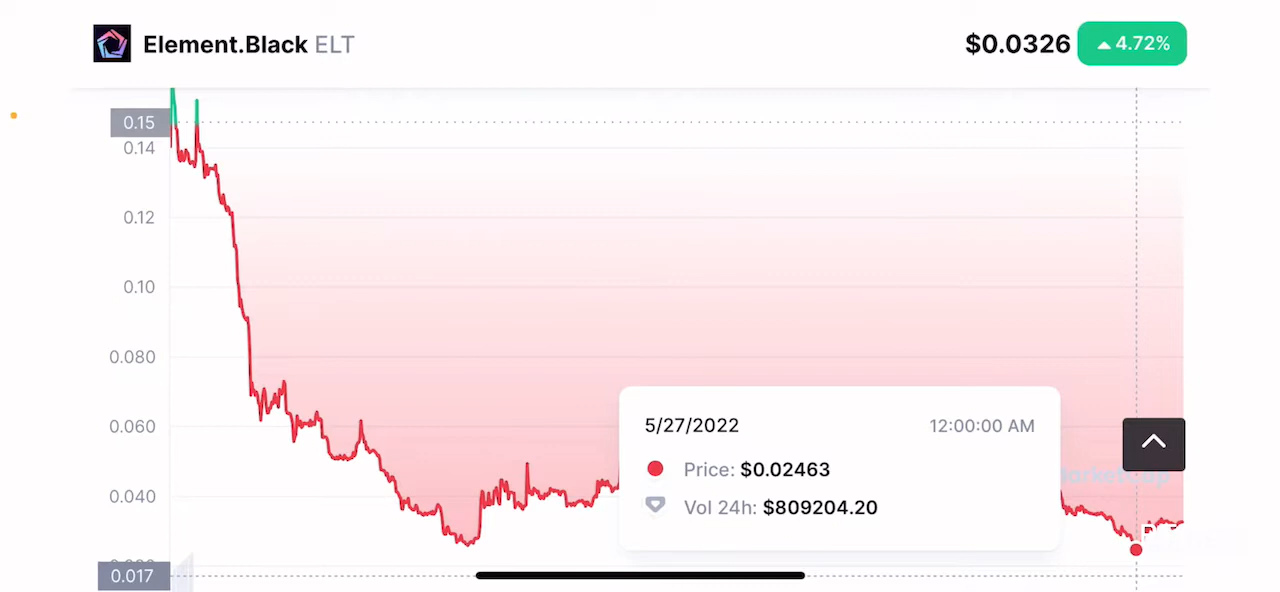 Element.Black ELT
$0.0326 4.72%
0.15
0.14
0.12
0.10
0.080
0.060
0.040
0.017
5/27/2022 12:00:00 AM
Price: $0.02463
Vol 24h: $809204.20